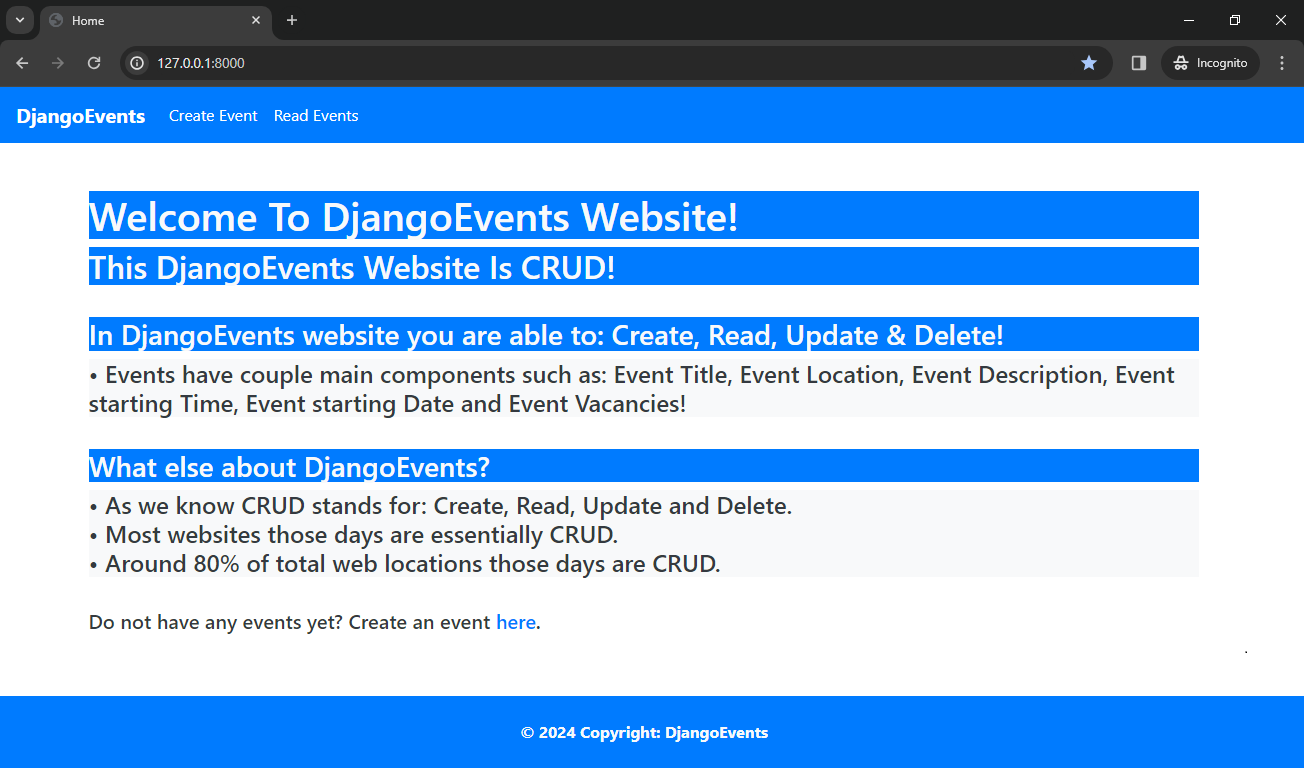 Home
127.0.0.1:8000
Incognito
DjangoEvents Create Event Read Events
Welcome To DjangoEvents Website!
This DjangoEvents Website Is CRUD!
In DjangoEvents website you are able to: Create, Read, Update & Delete!
• Events have couple main components such as: Event Title, Event Location, Event Description, Event
starting Time, Event starting Date and Event Vacancies!
What else about DjangoEvents?
• As we know CRUD stands for: Create, Read, Update and Delete.
• Most websites those days are essentially CRUD.
• Around 80% of total web locations those days are CRUD.
Do not have any events yet? Create an event here.
.
© 2024 Copyright: DjangoEvents